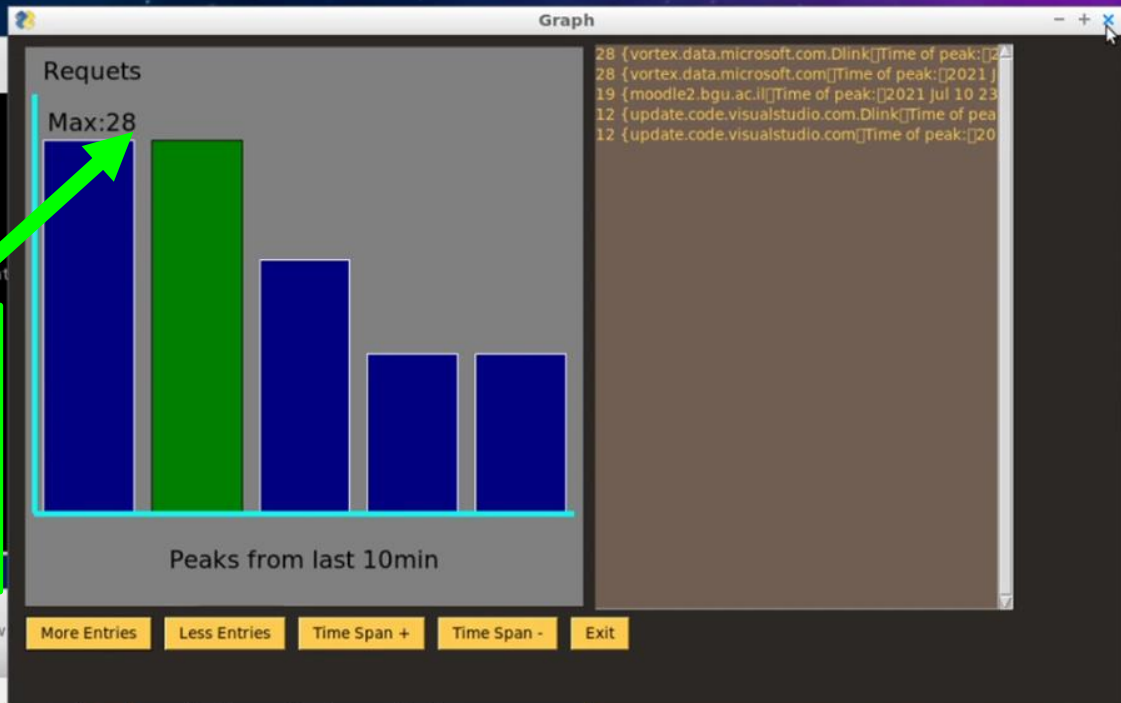 Graph
Requets
Max:28
Peaks from last 10min
28 {vortex.data.microsoft.com.Dlink▯Time of peak:▯2
28 {vortex.data.microsoft.com▯Time of peak:▯2021 J
19 {moodle2.bgu.ac.il▯Time of peak:▯2021 Jul 10 23
12 {update.code.visualstudio.com.Dlink▯Time of pea
12 {update.code.visualstudio.com▯Time of peak:▯20
More Entries Less Entries Time Span + Time Span - Exit